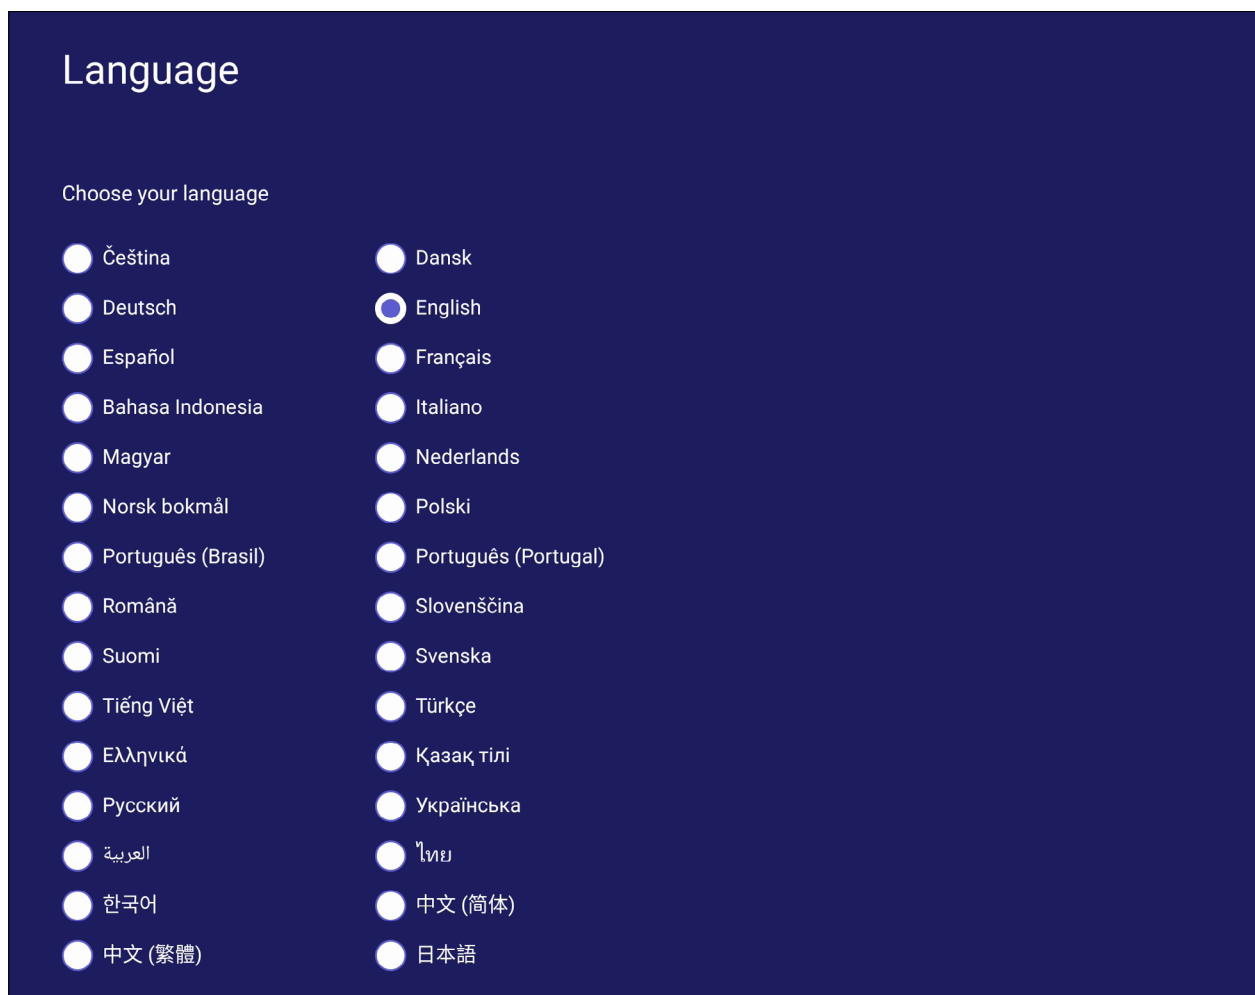 Language
Choose your language
Čeština
Dansk
Deutsch
English
Español
Français
Bahasa Indonesia
Italiano
Magyar
Nederlands
Norsk bokmål
Polski
Português (Brasil)
Português (Portugal)
Română
Slovenščina
Suomi
Svenska
Tiếng Việt
Türkçe
Ελληνικά
Қазақ тілі
Русский
Українська
العربية
ไทย
한국어
中文 (简体)
中文 (繁體)
日本語